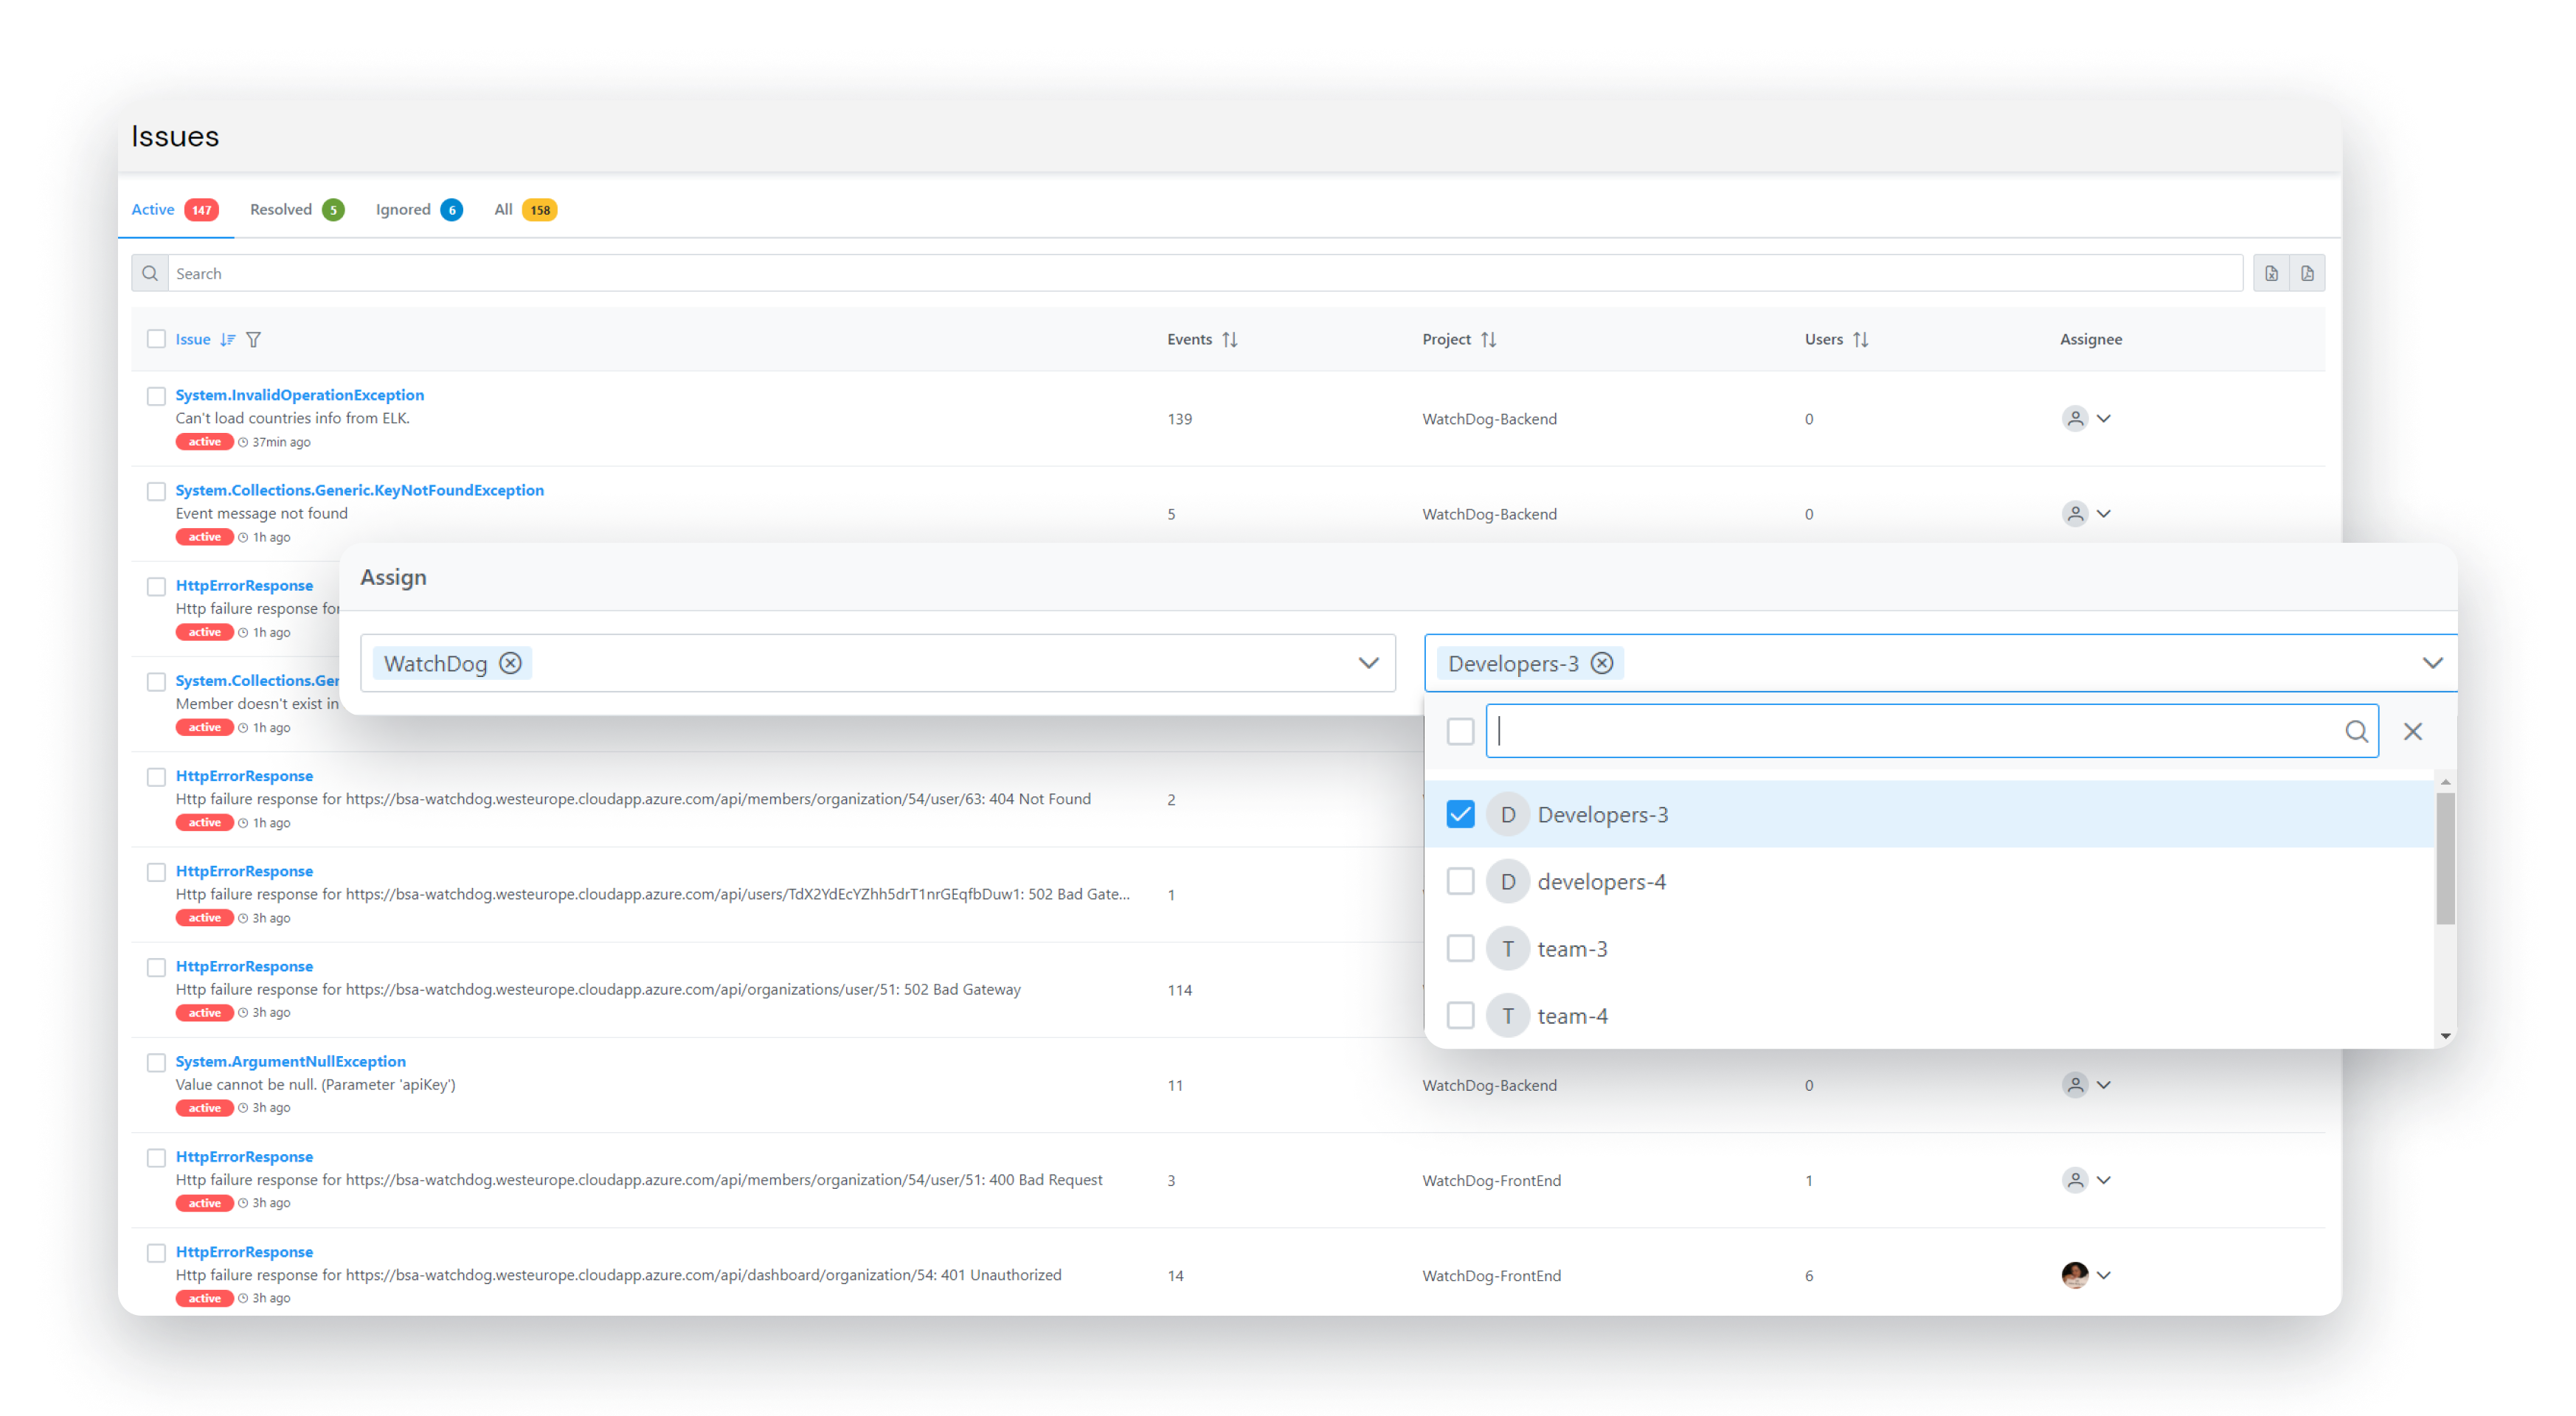 Issues
Active 147 Resolved 5 Ignored 6 All 158
Search
Issue Events Project Users Assignee
System.InvalidOperationException
Can't load countries info from ELK.
139 WatchDog-Backend 0
active 37min ago
System.Collections.Generic.KeyNotFoundException
Event message not found
5 WatchDog-Backend 0
active 1h ago
HttpErrorResponse
Http failure response for
active 1h ago
System.Collections.Ger
Member doesn't exist in
active 1h ago
Assign
WatchDog Developers-3
Developers-3
developers-4
team-3
team-4
D
D
T
T
HttpErrorResponse
Http failure response for https://bsa-watchdog.westeurope.cloudapp.azure.com/api/members/organization/54/user/63: 404 Not Found
2
active 1h ago
HttpErrorResponse
Http failure response for https://bsa-watchdog.westeurope.cloudapp.azure.com/api/users/TdX2YdEcYZhh5drT1nrGEqfbDuw1: 502 Bad Gate...
1
active 3h ago
HttpErrorResponse
Http failure response for https://bsa-watchdog.westeurope.cloudapp.azure.com/api/organizations/user/51: 502 Bad Gateway
114
active 3h ago
System.ArgumentNullException
Value cannot be null. (Parameter 'apiKey')
11 WatchDog-Backend 0
active 3h ago
HttpErrorResponse
Http failure response for https://bsa-watchdog.westeurope.cloudapp.azure.com/api/members/organization/54/user/51: 400 Bad Request
3 WatchDog-FrontEnd 1
active 3h ago
HttpErrorResponse
Http failure response for https://bsa-watchdog.westeurope.cloudapp.azure.com/api/dashboard/organization/54: 401 Unauthorized
14 WatchDog-FrontEnd 6
active 3h ago